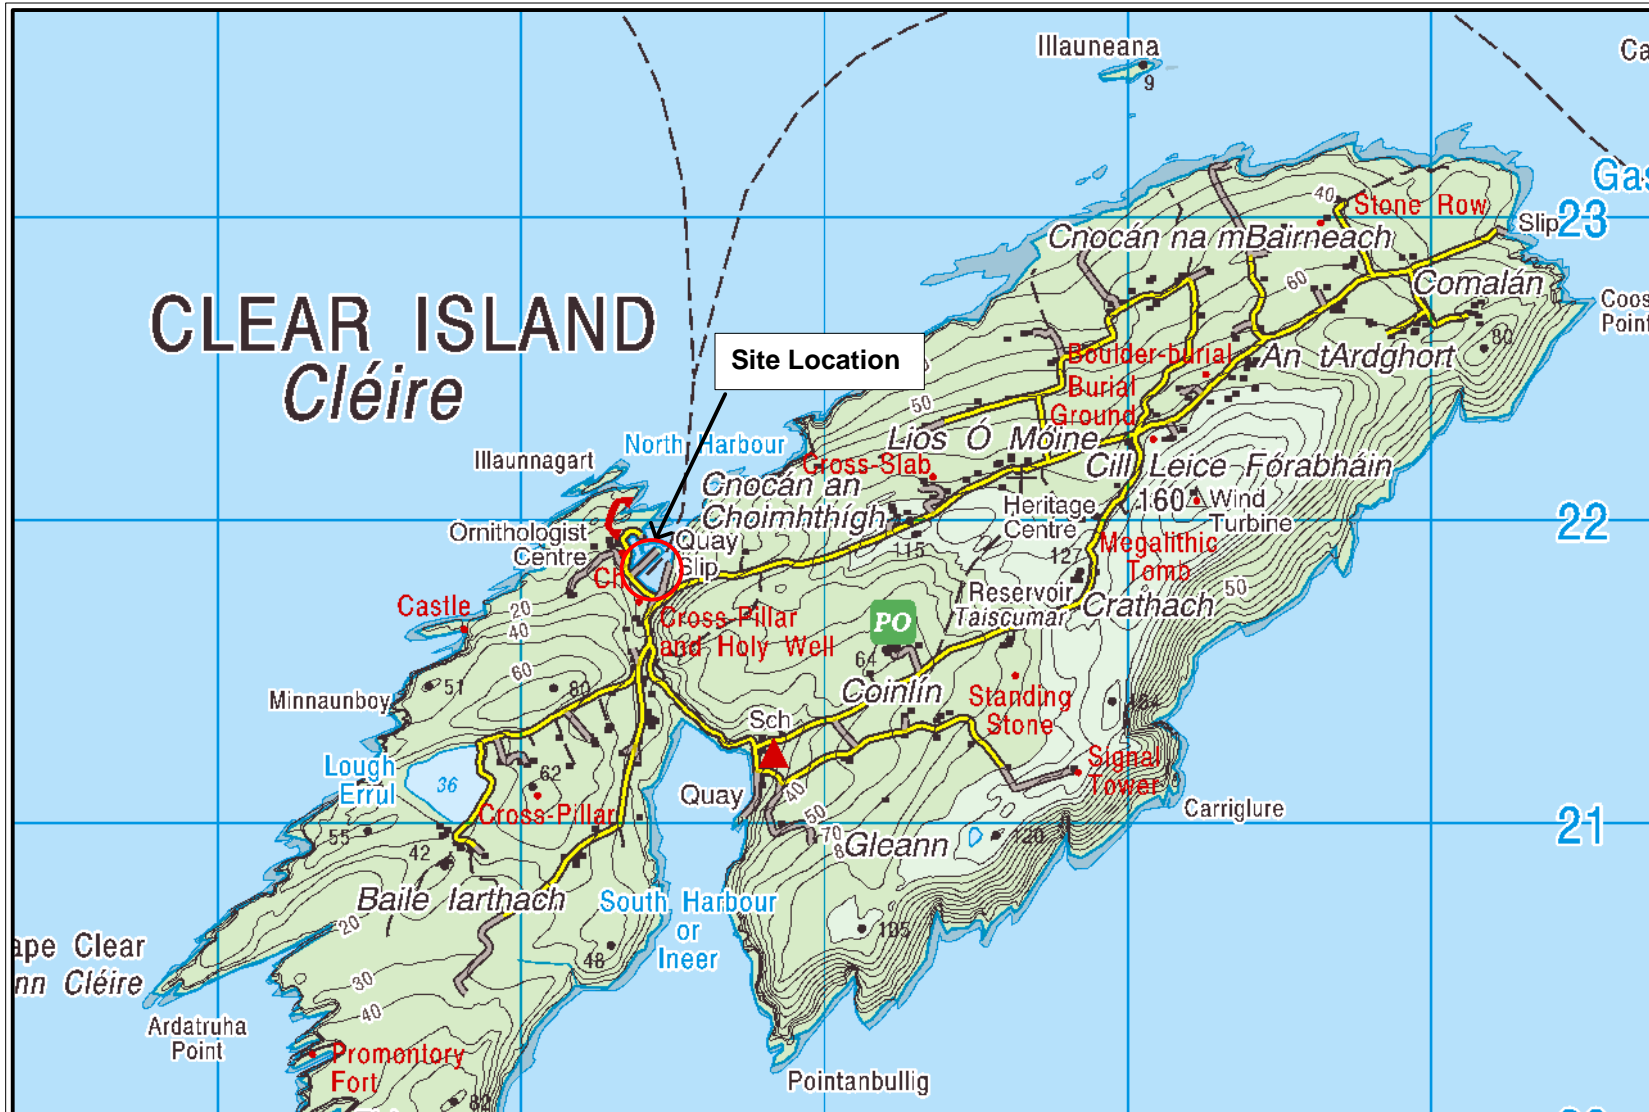 Illauneana
9
Ca
Gas
40
Stone Row
Slip
23
Cnocán na mBairneach
60
Comalán
Coos
Point
80
CLEAR ISLAND
Cléire
Site Location
Boulder-burial
An tArdghort
50
Burial
Ground
North Harbour
Lios Ó Móine
Illaunnagart
Cross-Slab
Cill Leice Fórabháin
Cnocán an
Choimhthígh
Heritage
Centre
160
Wind
Turbine
22
Ornithologist
Centre
Quay
Slip
Ch
115
127
Megalithic
Tomb
50
Castle
20
40
Cross-Pillar
and Holy Well
PO
Reservoir
Taiscumar
Crathach
60
51
80
64
Minnaunboy
Coinlín
Standing
Stone
184
Sch
Lough
Errul
36
62
Signal
Tower
Quay
40
Cross-Pillar
50
70
8
Carriglure
55
42
Gleann
120
21
Baile Iarthach
South Harbour
or
Ineer
20
105
ape Clear
nn Cléire
48
30
40
Ardatruha
Point
Promontory
Fort
Pointanbullig
82